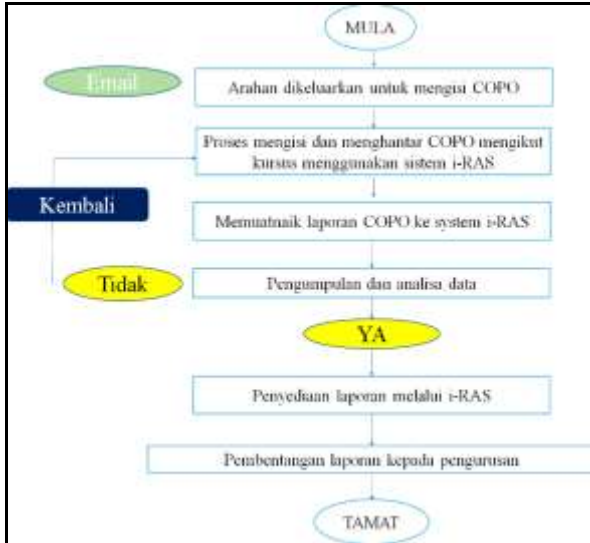 MULA
Email
Arahan dikeluarkan untuk mengisi COPO
Proses mengisi dan menghantar COPO mengikut
kursus menggunakan sistem i-RAS
Kembali
Memuatnaik laporan COPO ke system i-RAS
Tidak
Pengumpulan dan analisa data
YA
Penyediaan laporan melalui i-RAS
Pembentangan laporan kepada pengurusan
TAMAT